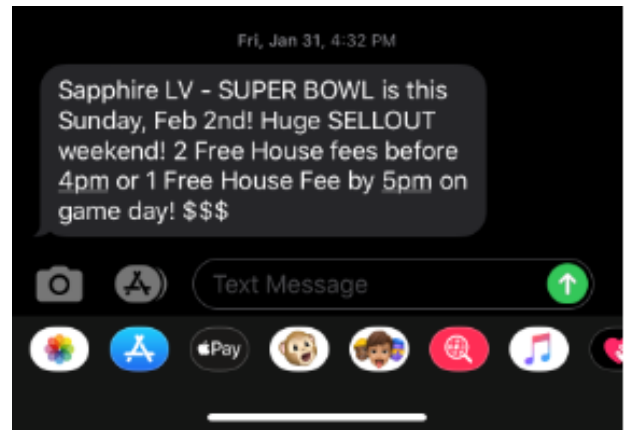 Fri, Jan 31, 4:32 PM
Sapphire LV - SUPER BOWL is this
Sunday, Feb 2nd! Huge SELLOUT
weekend! 2 Free House fees before
4pm or 1 Free House Fee by 5pm on
game day! $$$
Text Message
Pay